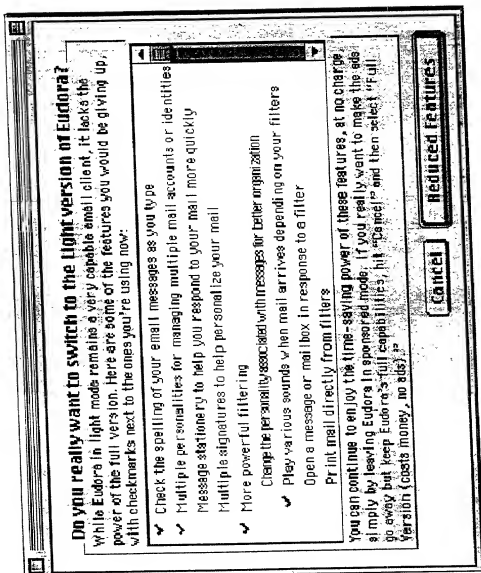 Do you really want to switch to the Light version of Eudora?
While Eudora in light mode remains a very capable email client, it lacks the
power of the full version. Here are some of the features you would be giving up,
with checkmarks next to the ones you're using now:
✓ Check the spelling of your email messages as you type
✓ Multiple personalities for managing multiple mail accounts or identities
Message stationery to help you respond to your mail more quickly
Multiple signatures to help personalize your mail
✓ More powerful filtering
Change the personality associated with messages for better organization
✓ Play various sounds when mail arrives depending on your filters
Open a message or mailbox in response to a filter
Print mail directly from filters
You can continue to enjoy the time-saving power of these features, at no charge,
simply by leaving Eudora in sponsored mode. If you really want to make the ads
go away but keep Eudora's full capabilities, hit "Cancel" and then select "Full
Version (costs money, no ads)."
Cancel Reduced Features